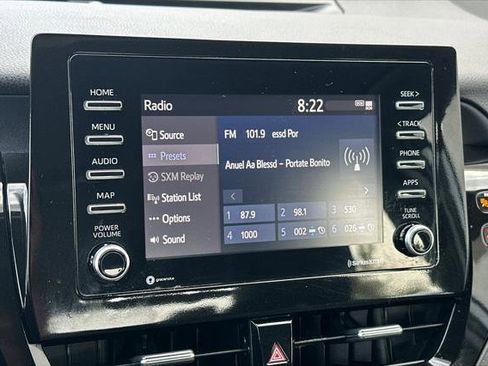 HOME
MENU
AUDIO
MAP
POWER
VOLUME
Radio
8:22
Source
Presets
SXM Replay
Station List
Options
Sound
FM 101.9 essd Por
Anuel Aa Biessd - Portate Bonito
1 87.9
2 98.1
3 530
4 1000
5 002
6 026
SEEK >
< TRACK
PHONE
APPS
TUNE
SCROLL
gracenote
SiriusXM